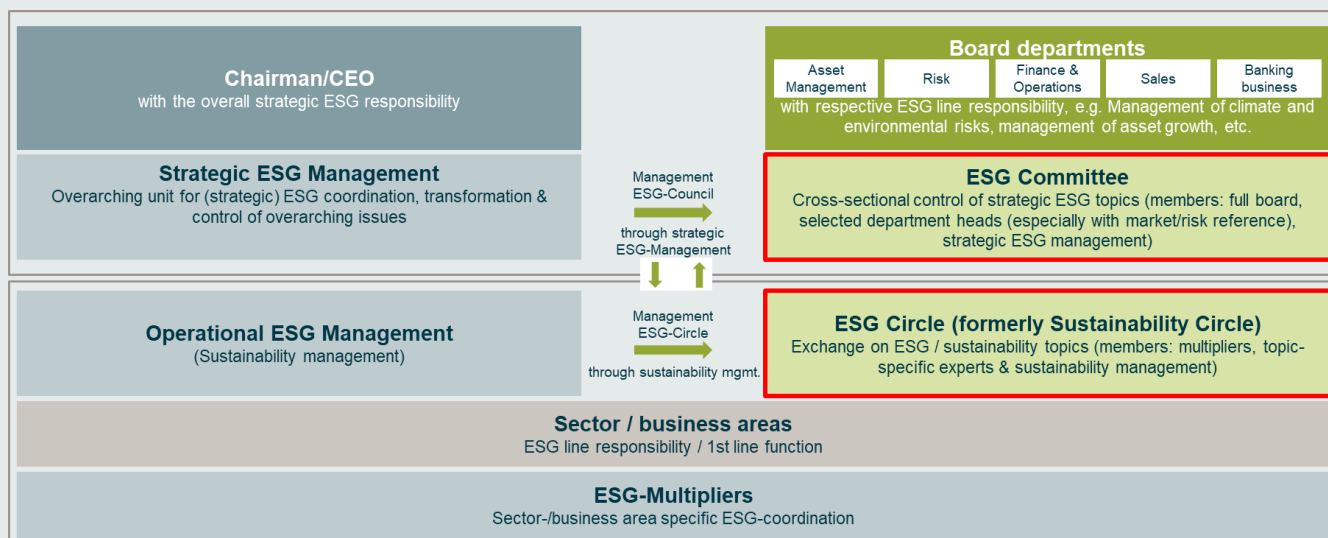 Chairman/CEO
with the overall strategic ESG responsibility
Board departments
Asset
Management
Risk
Finance &
Operations
Sales
Banking
business
with respective ESG line responsibility, e.g. Management of climate and
environmental risks, management of asset growth, etc.
Strategic ESG Management
Overarching unit for (strategic) ESG coordination, transformation &
control of overarching issues
Management
ESG-Council
through strategic
ESG-Management
ESG Committee
Cross-sectional control of strategic ESG topics (members: full board,
selected department heads (especially with market/risk reference),
strategic ESG management)
Operational ESG Management
(Sustainability management)
Management
ESG-Circle
through sustainability mgmt.
ESG Circle (formerly Sustainability Circle)
Exchange on ESG / sustainability topics (members: multipliers, topic-
specific experts & sustainability management)
Sector / business areas
ESG line responsibility / 1st line function
ESG-Multipliers
Sector-/business area specific ESG-coordination